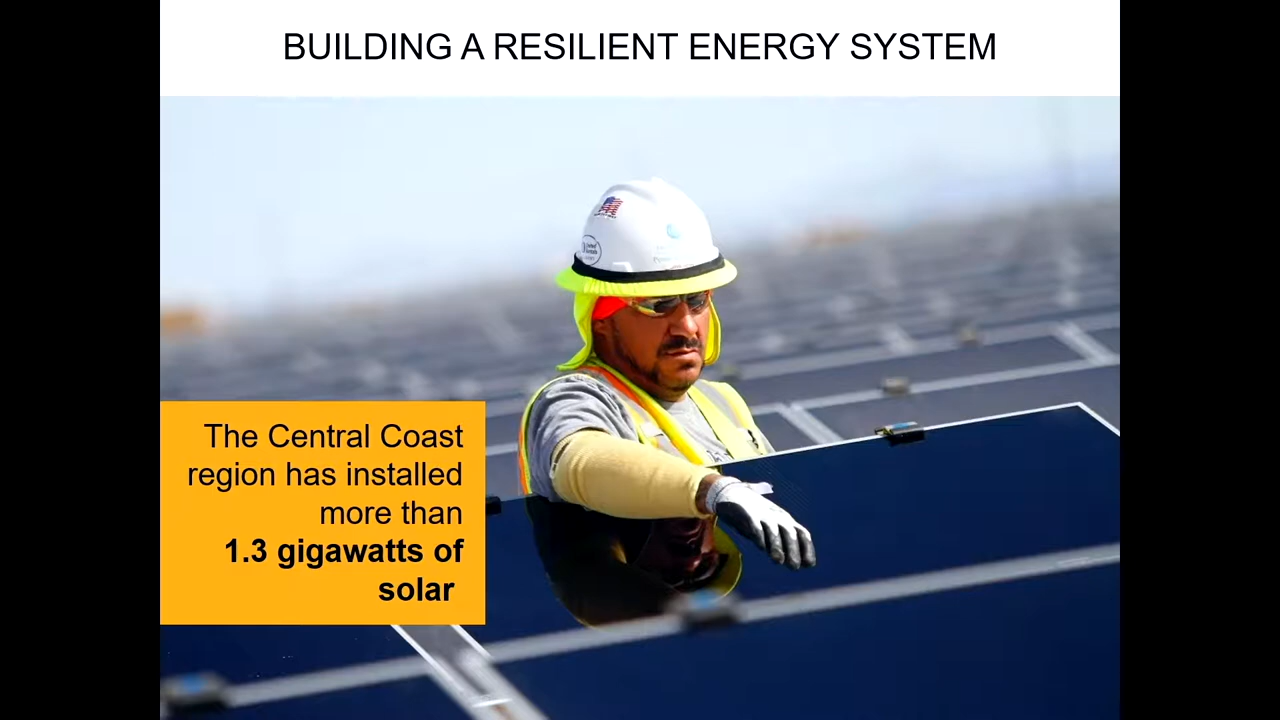 BUILDING A RESILIENT ENERGY SYSTEM
The Central Coast
region has installed
more than
1.3 gigawatts of
solar